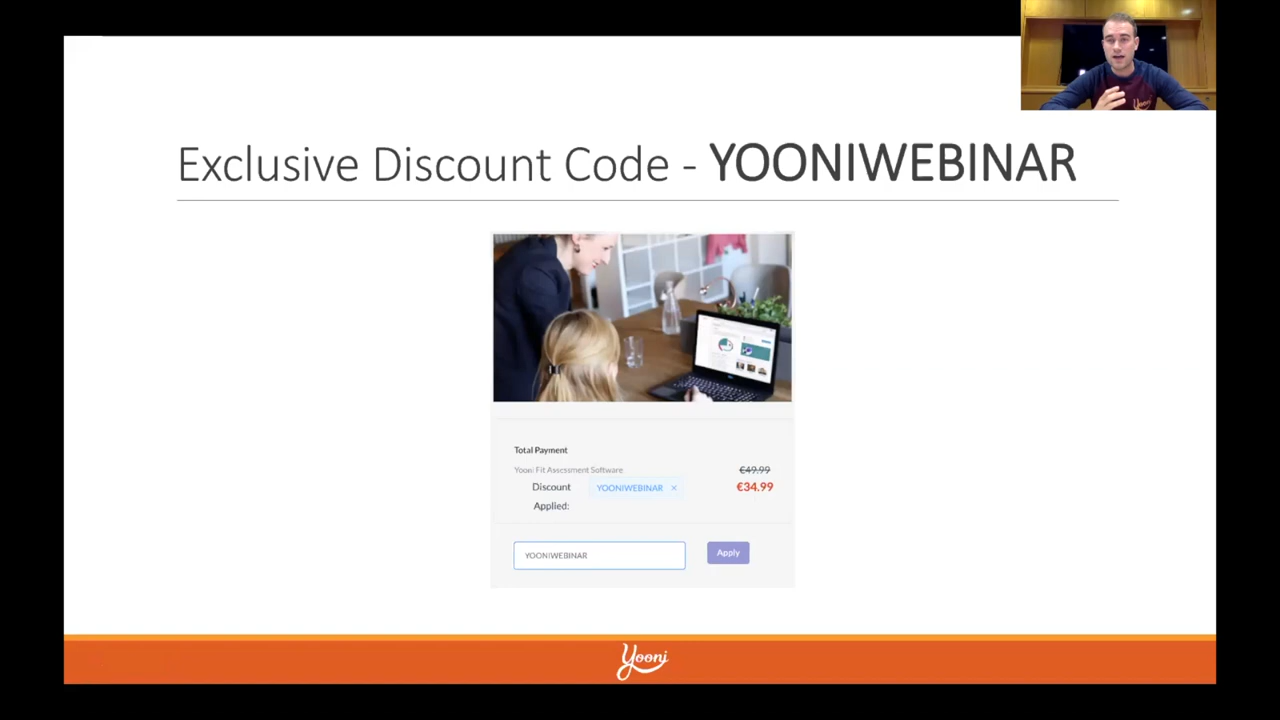 Exclusive Discount Code - YOONIWEBINAR
Total Payment
Yooni Fit Assessment Software
€49.99
Discount YOONIWEBINAR × €34.99
Applied:
YOONIWEBINAR Apply
Yooni
Yooni